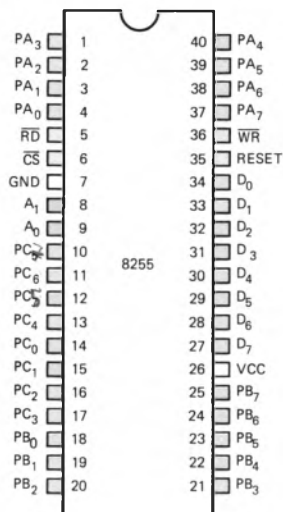 PA3 1 40 PA4
PA2 2 39 PA5
PA1 3 38 PA6
PA0 4 37 PA7
RD 5 36 WR
CS 6 35 RESET
GND 7 34 D0
A1 8 33 D1
A0 9 32 D2
PC7 10 31 D3
8255
PC6 11 30 D4
PC5 12 29 D5
PC4 13 28 D6
PC0 14 27 D7
PC1 15 26 VCC
PC2 16 25 PB7
PC3 17 24 PB6
PB0 18 23 PB5
PB1 19 22 PB4
PB2 20 21 PB3